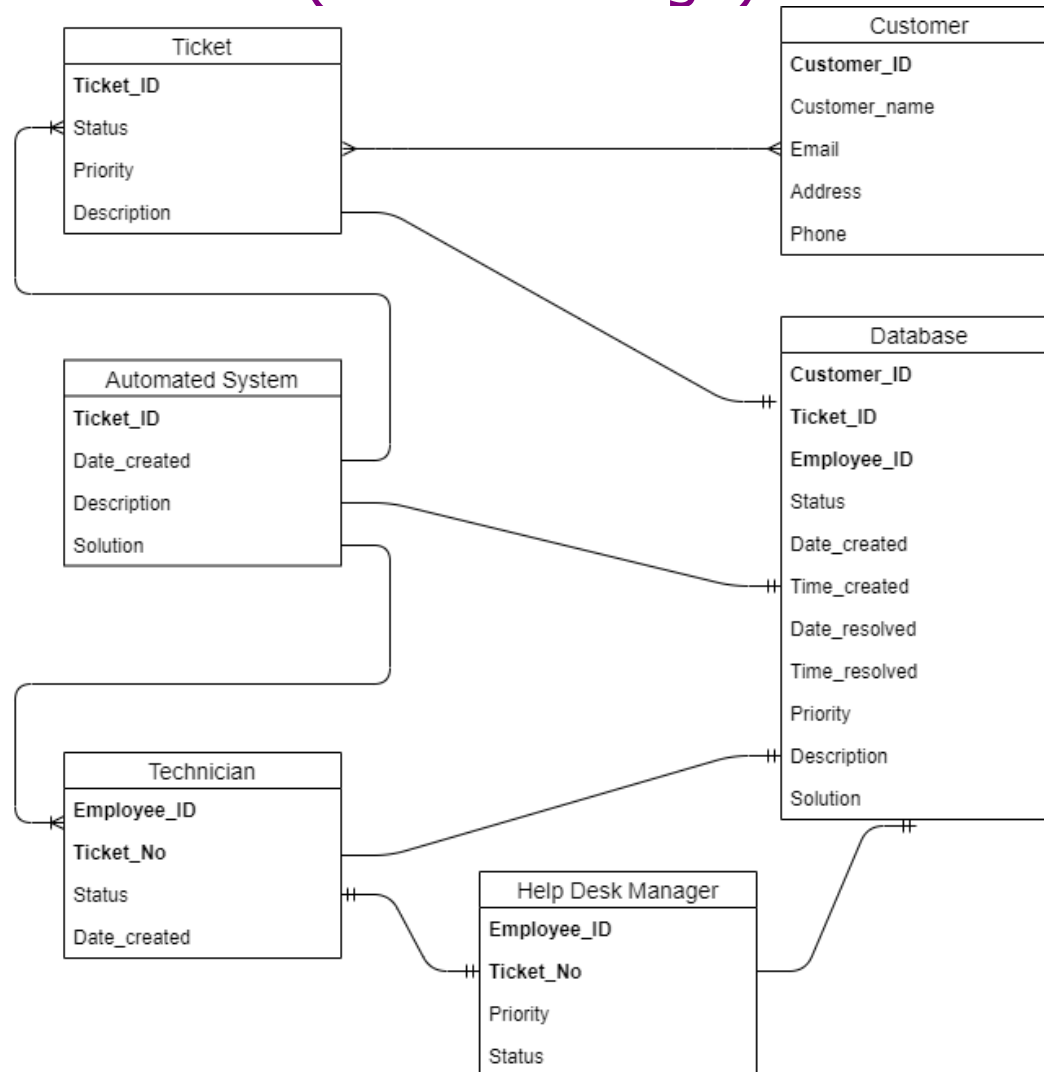 Ticket
Ticket_ID
Status
Priority
Description
Customer
Customer_ID
Customer_name
Email
Address
Phone
Automated System
Ticket_ID
Date_created
Description
Solution
Database
Customer_ID
Ticket_ID
Employee_ID
Status
Date_created
Time_created
Date_resolved
Time_resolved
Priority
Description
Solution
Technician
Employee_ID
Ticket_No
Status
Date_created
Help Desk Manager
Employee_ID
Ticket_No
Priority
Status